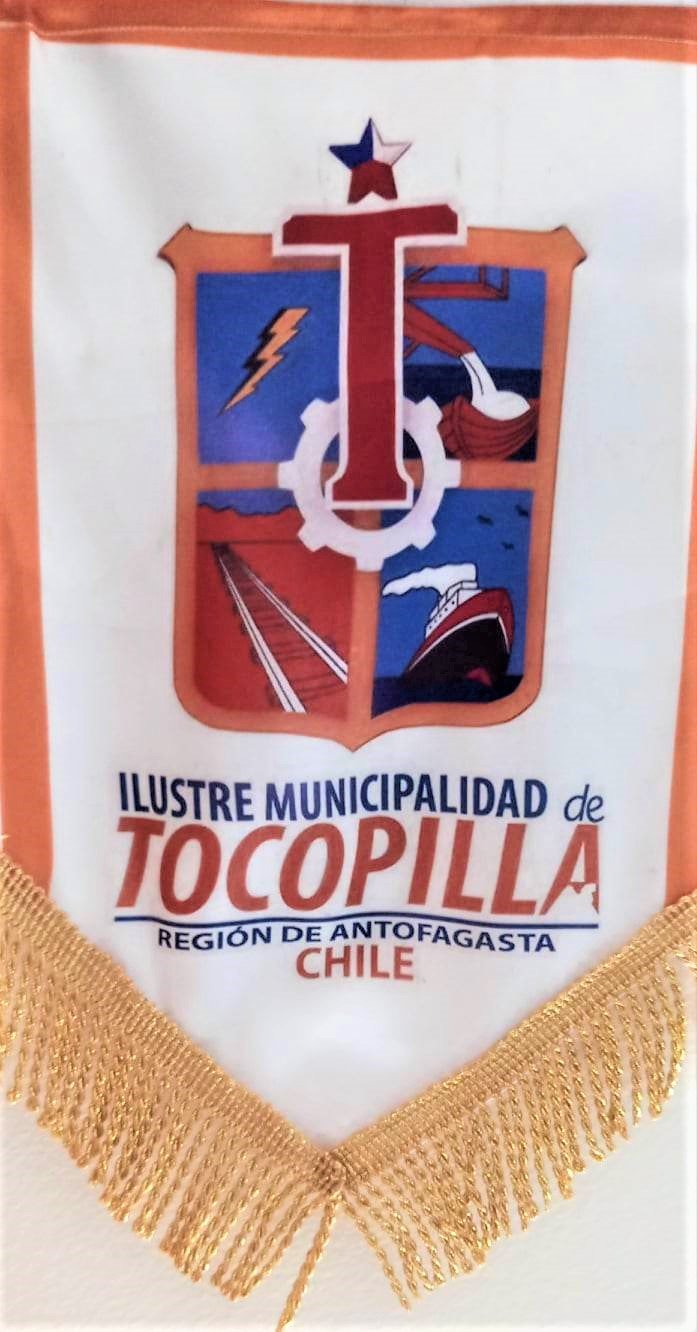 T
ILUSTRE MUNICIPALIDAD de
TOCOPILLA
REGIÓN DE ANTOFAGASTA
CHILE